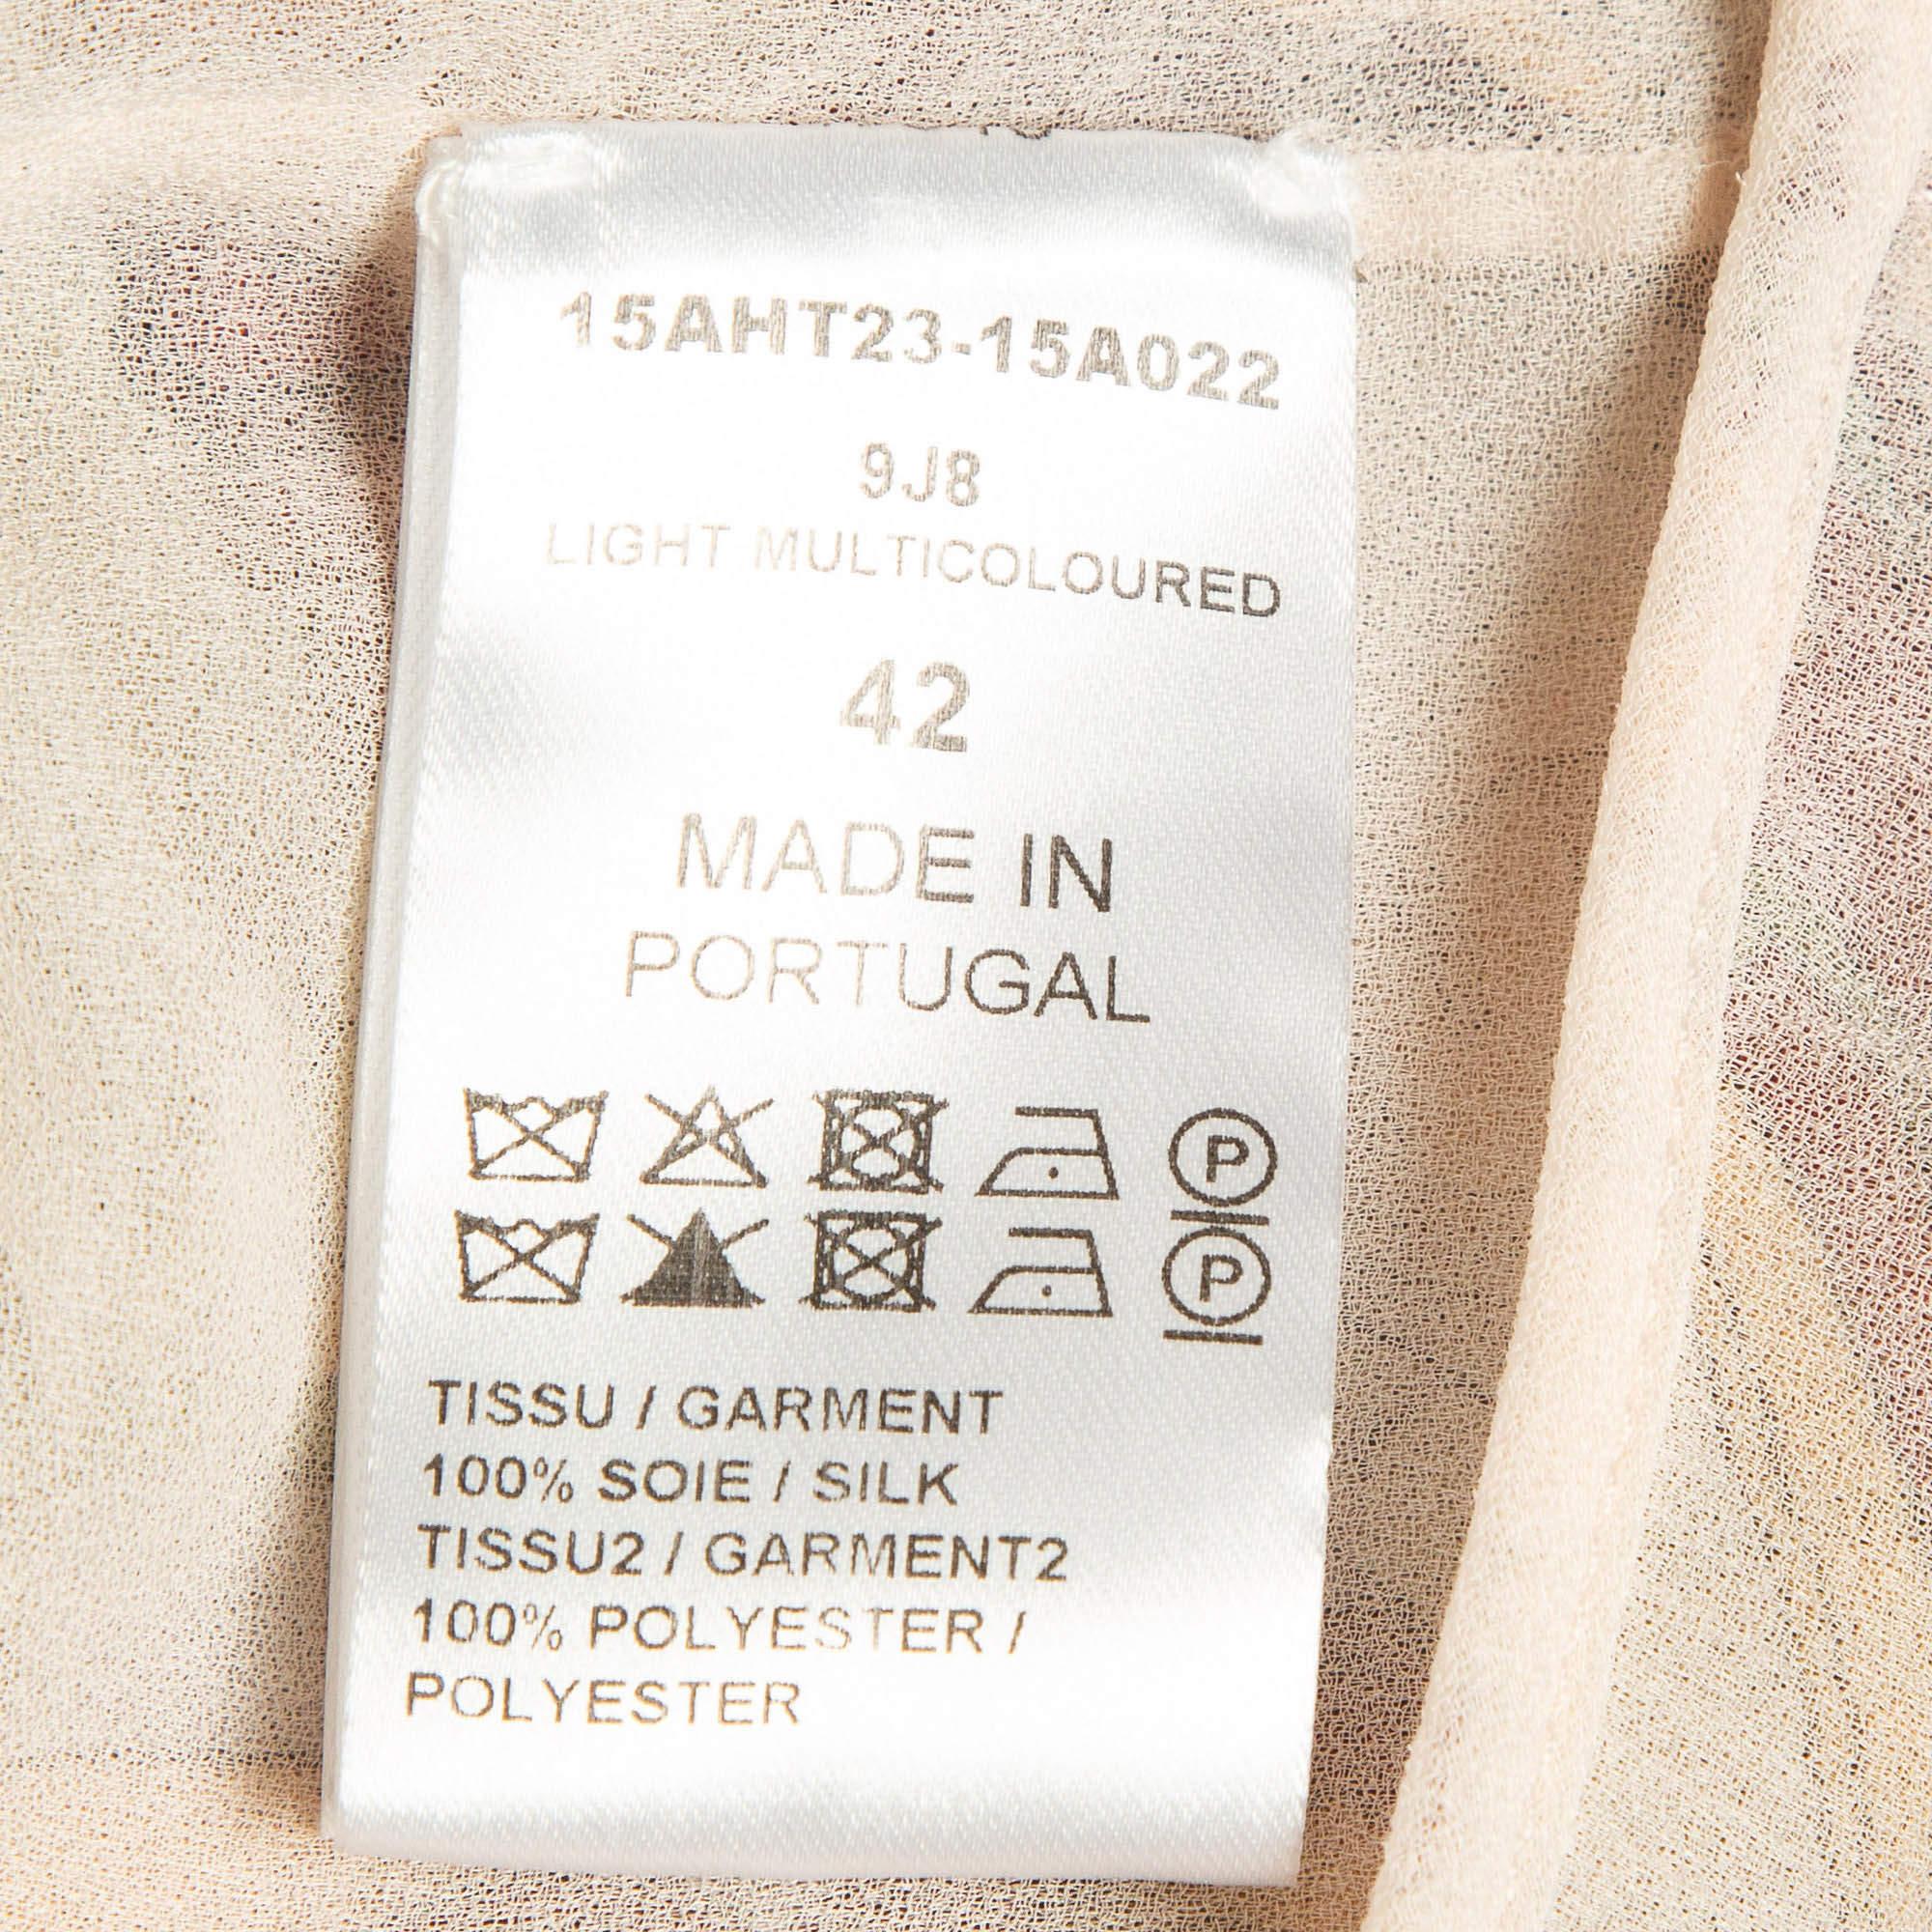 15AHT23-15A022
9J8
LIGHT MULTICOLOURED
42
MADE IN
PORTUGAL
P
P
TISSU / GARMENT
100% SOIE / SILK
TISSU2 / GARMENT2
100% POLYESTER /
POLYESTER